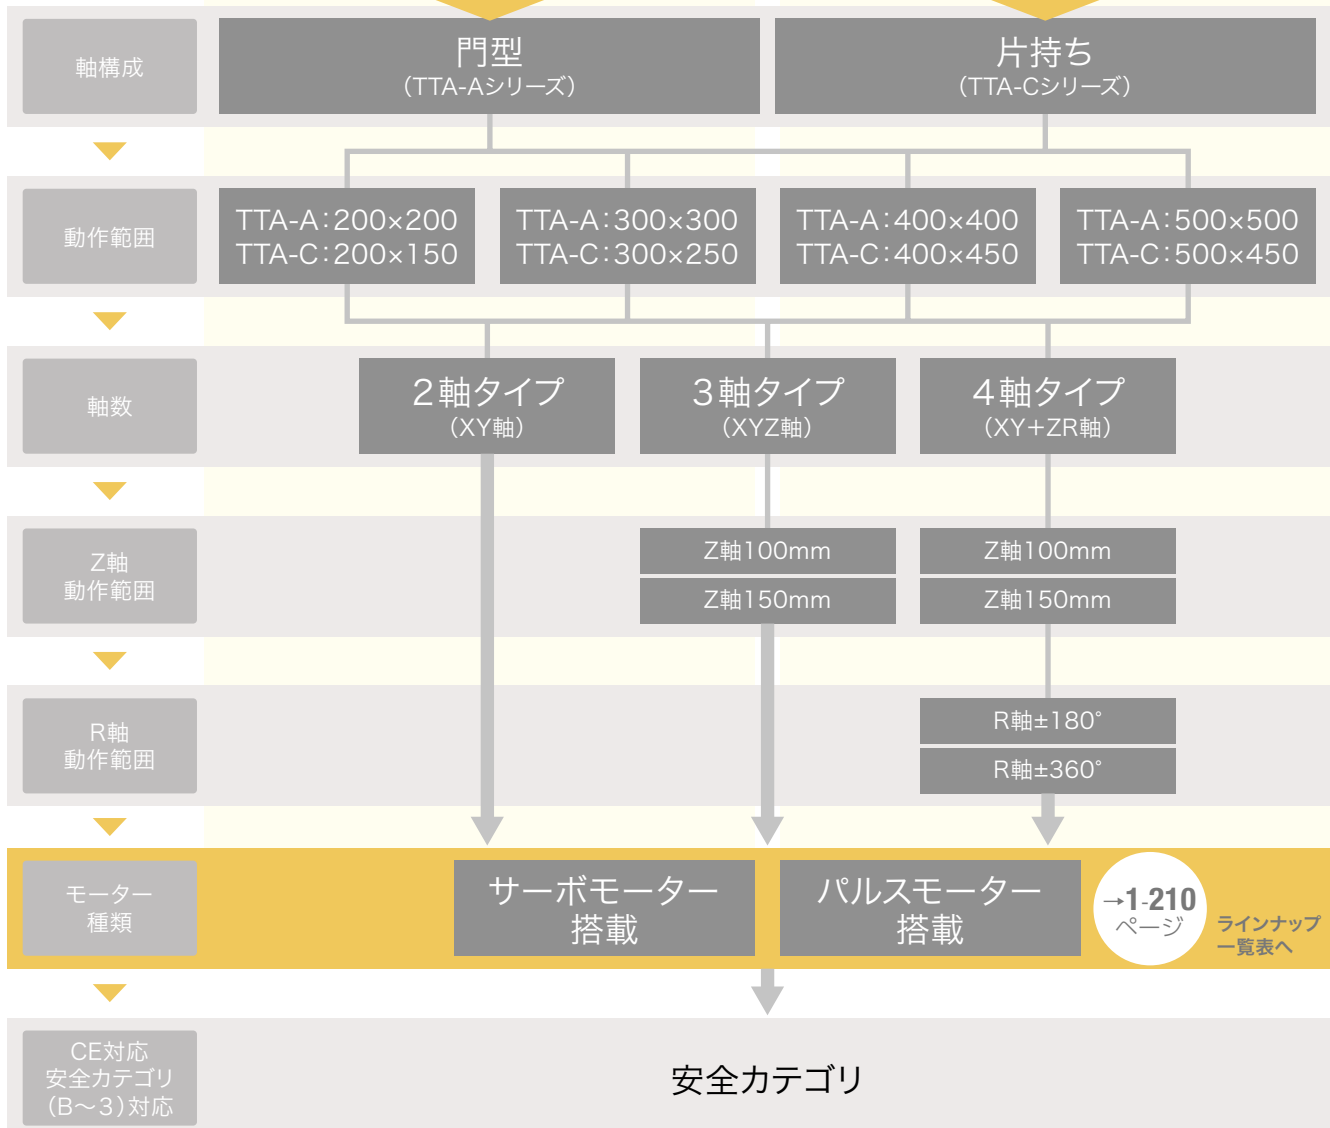 軸構成
門型
(TTA-Aシリーズ)
片持ち
(TTA-Cシリーズ)
動作範囲
TTA-A:200×200
TTA-C:200×150
TTA-A:300×300
TTA-C:300×250
TTA-A:400×400
TTA-C:400×450
TTA-A:500×500
TTA-C:500×450
軸数
2軸タイプ
(XY軸)
3軸タイプ
(XYZ軸)
4軸タイプ
(XY+ZR軸)
Z軸
動作範囲
Z軸100mm
Z軸150mm
Z軸100mm
Z軸150mm
R軸
動作範囲
R軸±180°
R軸±360°
モーター
種類
サーボモーター
搭載
パルスモーター
搭載
→1-210
ページ
ラインナップ
一覧表へ
CE対応
安全カテゴリ
(B～3)対応
安全カテゴリ